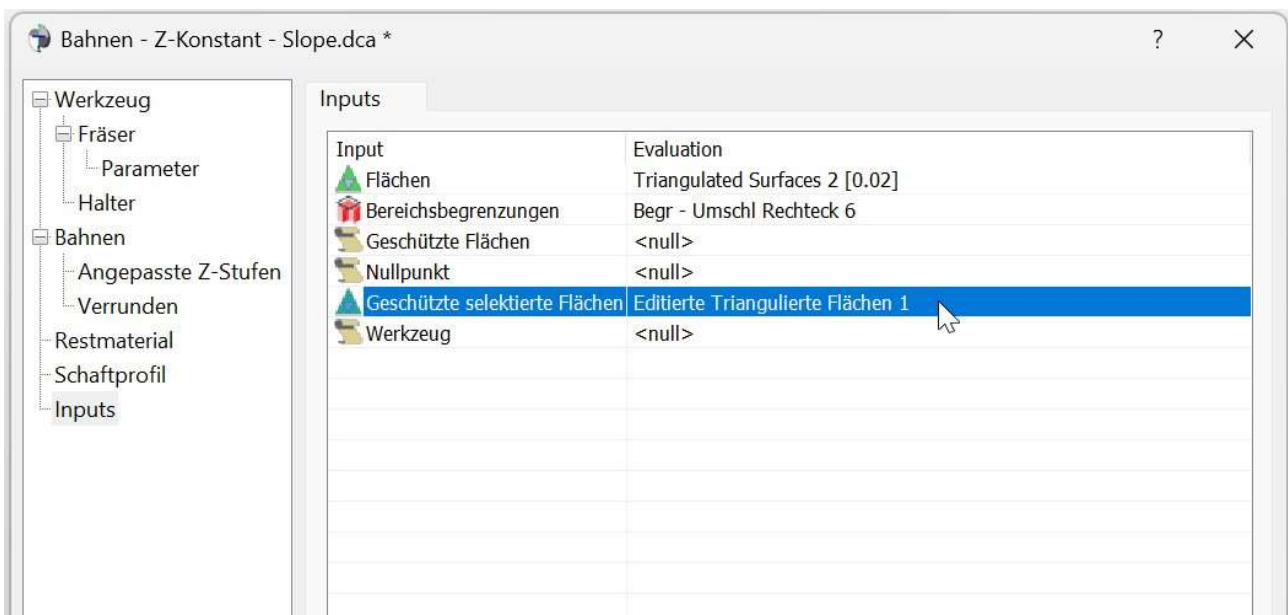 Bahnen - Z-Konstant - Slope.dca * ?
Werkzeug
Fräser
Parameter
Halter
Bahnen
Angepasste Z-Stufen
Verrunden
Restmaterial
Schaftprofil
Inputs
Inputs
Input Evaluation
Flächen Triangulated Surfaces 2 [0.02]
Bereichsbegrenzungen Begr - Umschl Rechteck 6
Geschützte Flächen <null>
Nullpunkt <null>
Geschützte selektierte Flächen Editierte Triangulierte Flächen 1
Werkzeug <null>